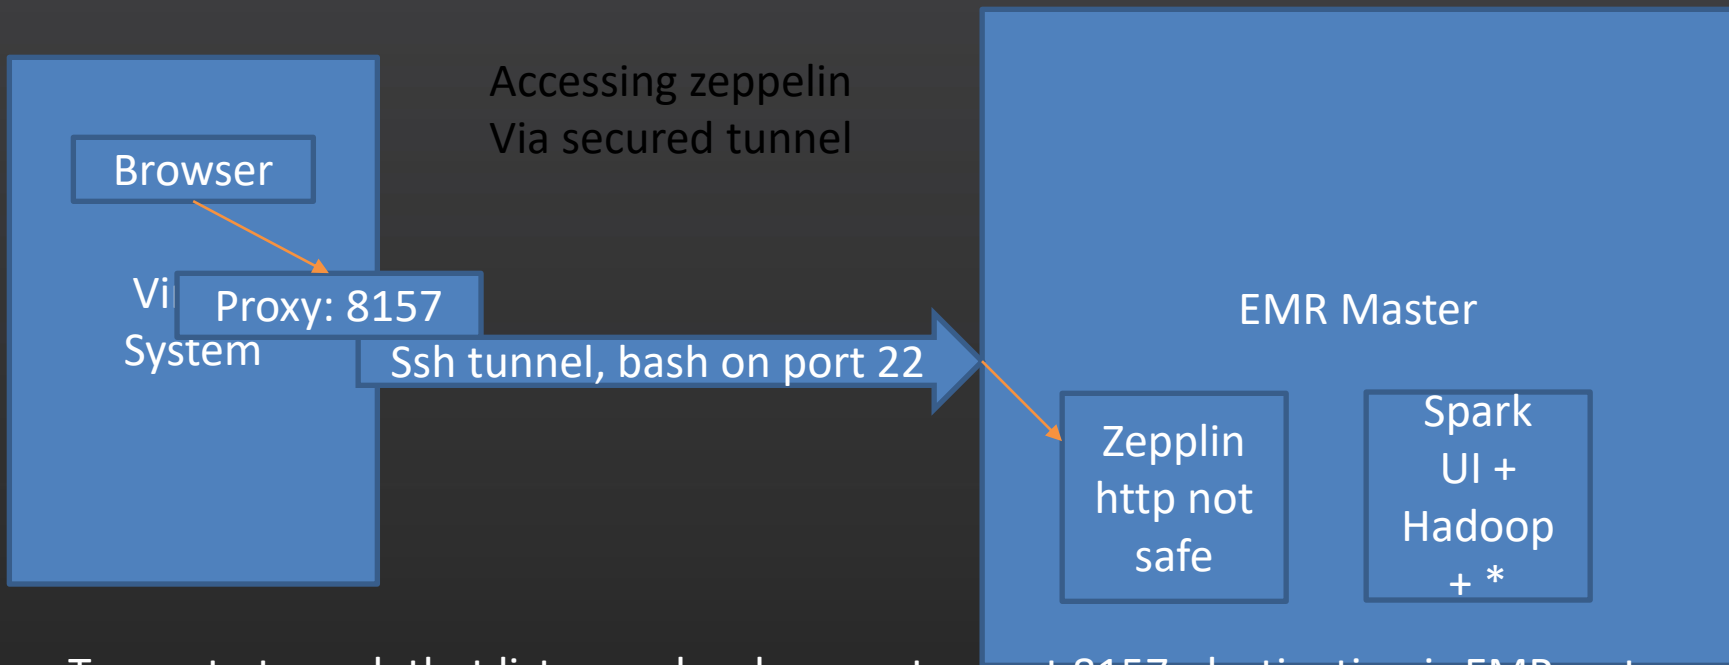 Accessing zeppelin
Via secured tunnel
Browser
System
Proxy: 8157
Ssh tunnel, bash on port 22
EMR Master
Zepplin
http not
safe
Spark
UI +
Hadoop
+ *
8157